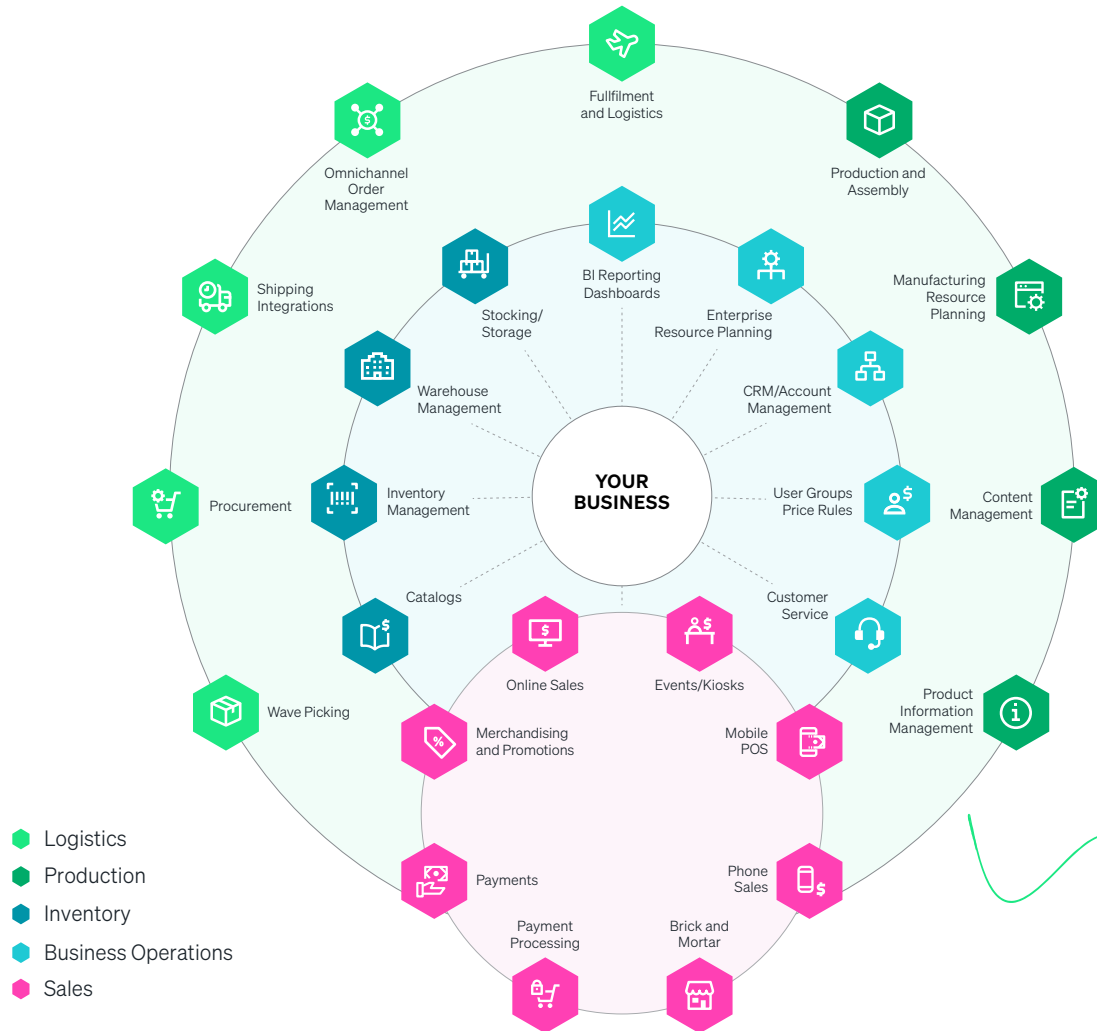 Fullfilment
and Logistics
Omnichannel
Order
Management
Production and
Assembly
Shipping
Integrations
BI Reporting
Dashboards
Manufacturing
Resource
Planning
Stocking/
Storage
Enterprise
Resource Planning
Warehouse
Management
CRM/Account
Management
YOUR
BUSINESS
Procurement
Inventory
Management
User Groups
Price Rules
Content
Management
Catalogs
Customer
Service
Online Sales
Events/Kiosks
Wave Picking
Merchandising
and Promotions
Mobile
POS
Product
Information
Management
Payments
Phone
Sales
Payment
Processing
Brick and
Mortar
Logistics
Production
Inventory
Business Operations
Sales